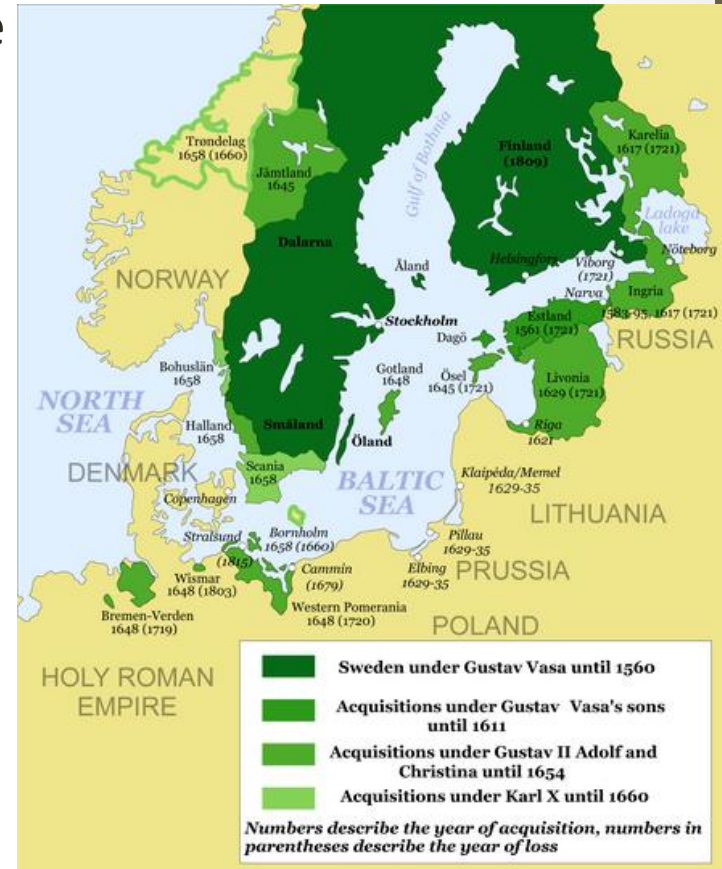 e
Trøndelag
1658 (1660)
Jämtland
1645
Gulf of Bothnia
Finland
(1809)
Karelia
1617 (1721)
Ladoga
lake
Dalarna
Åland
Helsingfors
Viborg
(1721)
Nöteborg
NORWAY
Narva
Ingria
1583-95, 1617 (1721)
Stockholm
Estland
1561 (1721)
RUSSIA
Dagö
Bohuslän
1658
Gotland
1648
Ösel
1645 (1721)
Livonia
1629 (1721)
NORTH
SEA
Halland
1658
Småland
Öland
Riga
1621
DENMARK
Scania
1658
BALTIC
SEA
Klaipėda/Memel
1629-35
Copenhagen
LITHUANIA
Stralsund
(1815)
Bornholm
1658 (1660)
Pillau
1629-35
Wismar
1648 (1803)
Cammin
(1679)
Elbing
1629-35
PRUSSIA
Bremen-Verden
1648 (1719)
Western Pomerania
1648 (1720)
POLAND
HOLY ROMAN
EMPIRE
Sweden under Gustav Vasa until 1560
Acquisitions under Gustav Vasa's sons
until 1611
Acquisitions under Gustav II Adolf and
Christina until 1654
Acquisitions under Karl X until 1660
Numbers describe the year of acquisition, numbers in
parentheses describe the year of loss